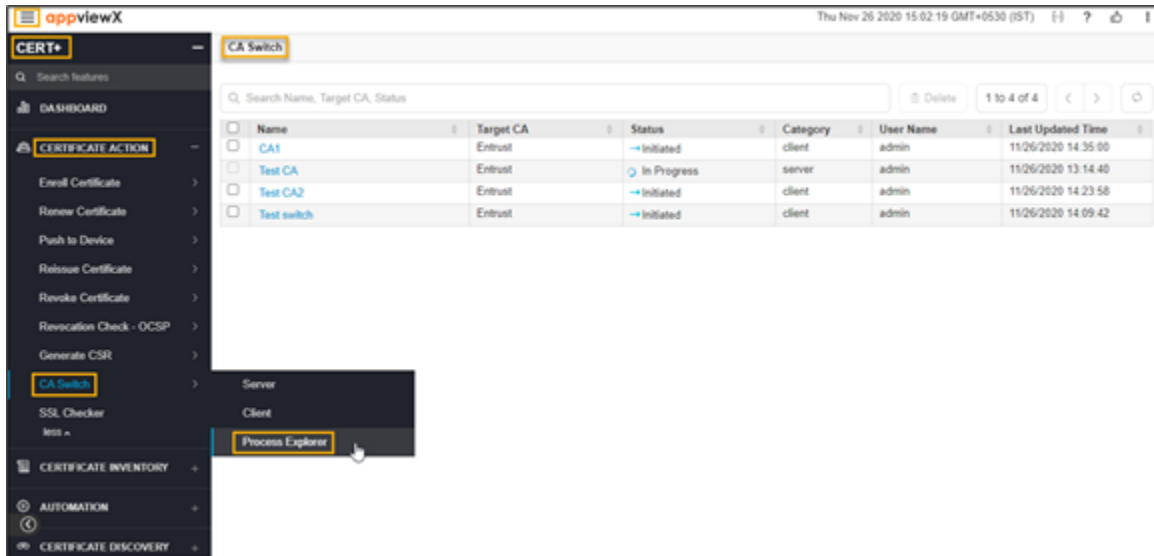 appviewX Thu Nov 26 2020 15:02:19 GMT+0530 (IST) ?
CERT+ CA Switch
Search features
Search Name, Target CA, Status Delete 1 to 4 of 4
DASHBOARD
Name Target CA Status Category User Name Last Updated Time
CERTIFICATE ACTION
CA1 Entrust Initiated client admin 11/26/2020 14:35:00
Test CA Entrust In Progress server admin 11/26/2020 13:14:40
Test CA2 Entrust Initiated client admin 11/26/2020 14:23:58
Test switch Entrust Initiated client admin 11/26/2020 14:09:42
Enroll Certificate
Renew Certificate
Push to Device
Reissue Certificate
Revoke Certificate
Revocation Check - OCSP
Generate CSR
CA Switch
Server
SSL Checker
Client
less
Process Explorer
CERTIFICATE INVENTORY
AUTOMATION
CERTIFICATE DISCOVERY